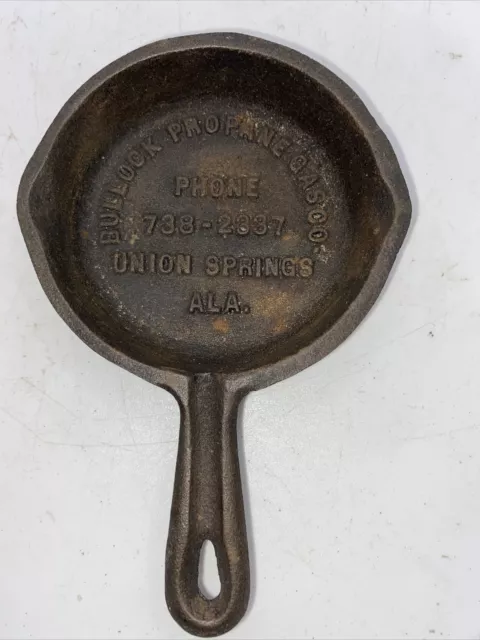 BULLOCK PROPANE GAS CO.
PHONE
738-2337
UNION SPRINGS
ALA.